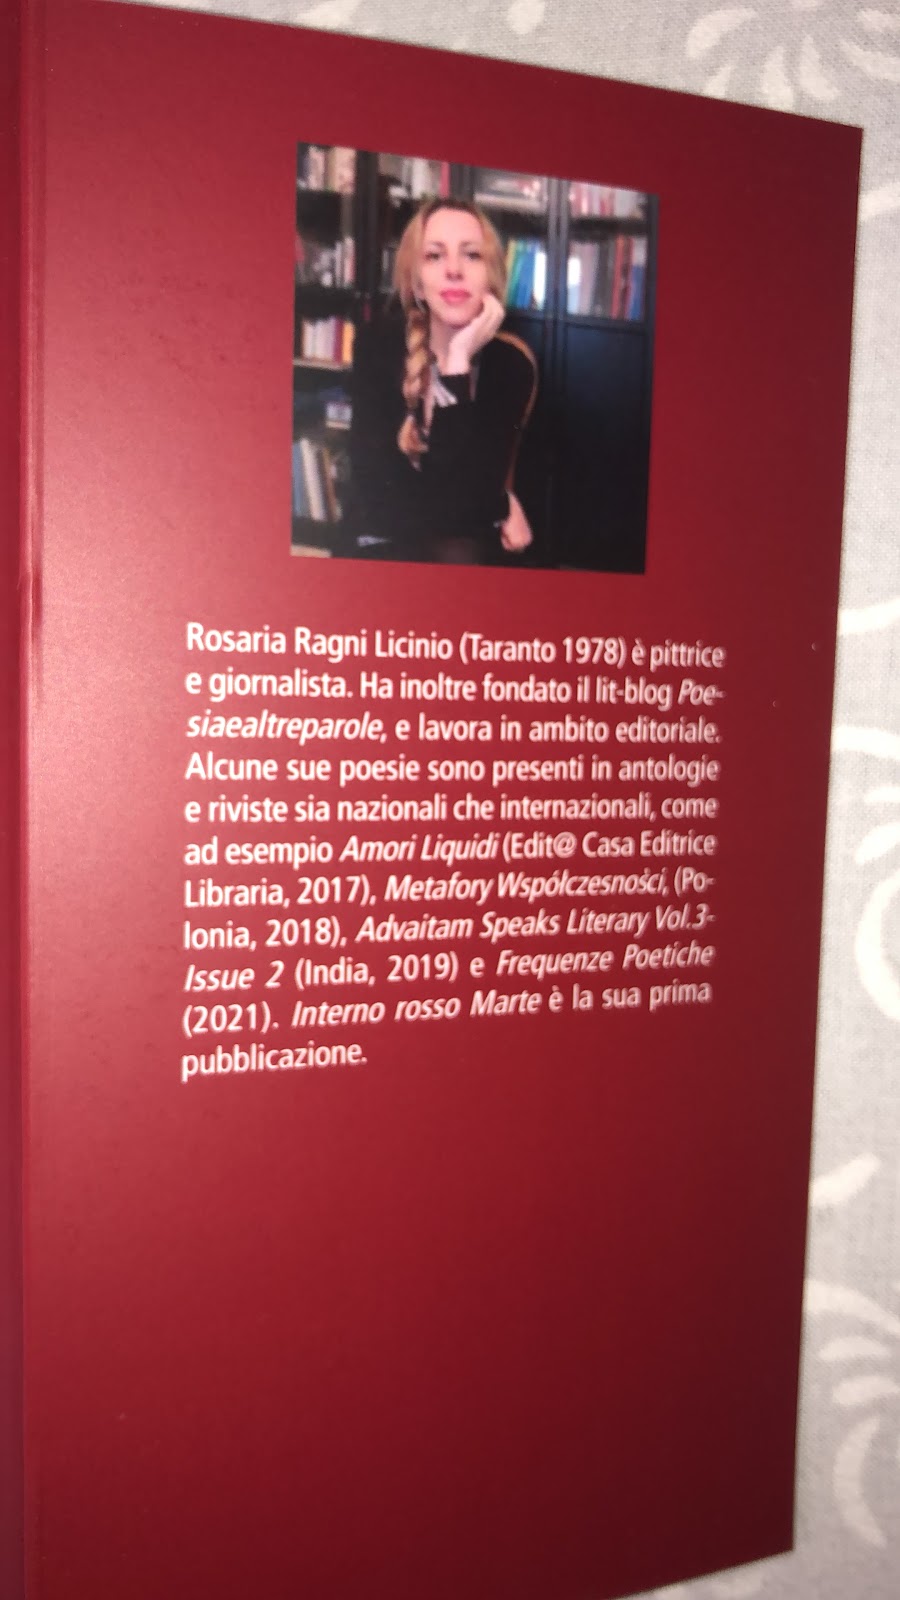 Rosaria Ragni Licinio (Taranto 1978) è pittrice
e giornalista. Ha inoltre fondato il lit-blog Poe-
siaealtreparole, e lavora in ambito editoriale.
Alcune sue poesie sono presenti in antologie
e riviste sia nazionali che internazionali, come
ad esempio Amori Liquidi (Edit@ Casa Editrice
Libraria, 2017), Metafory Współczesności, (Po-
lonia, 2018), Advaitam Speaks Literary Vol.3-
Issue 2 (India, 2019) e Frequenze Poetiche
(2021). Interno rosso Marte è la sua prima
pubblicazione.